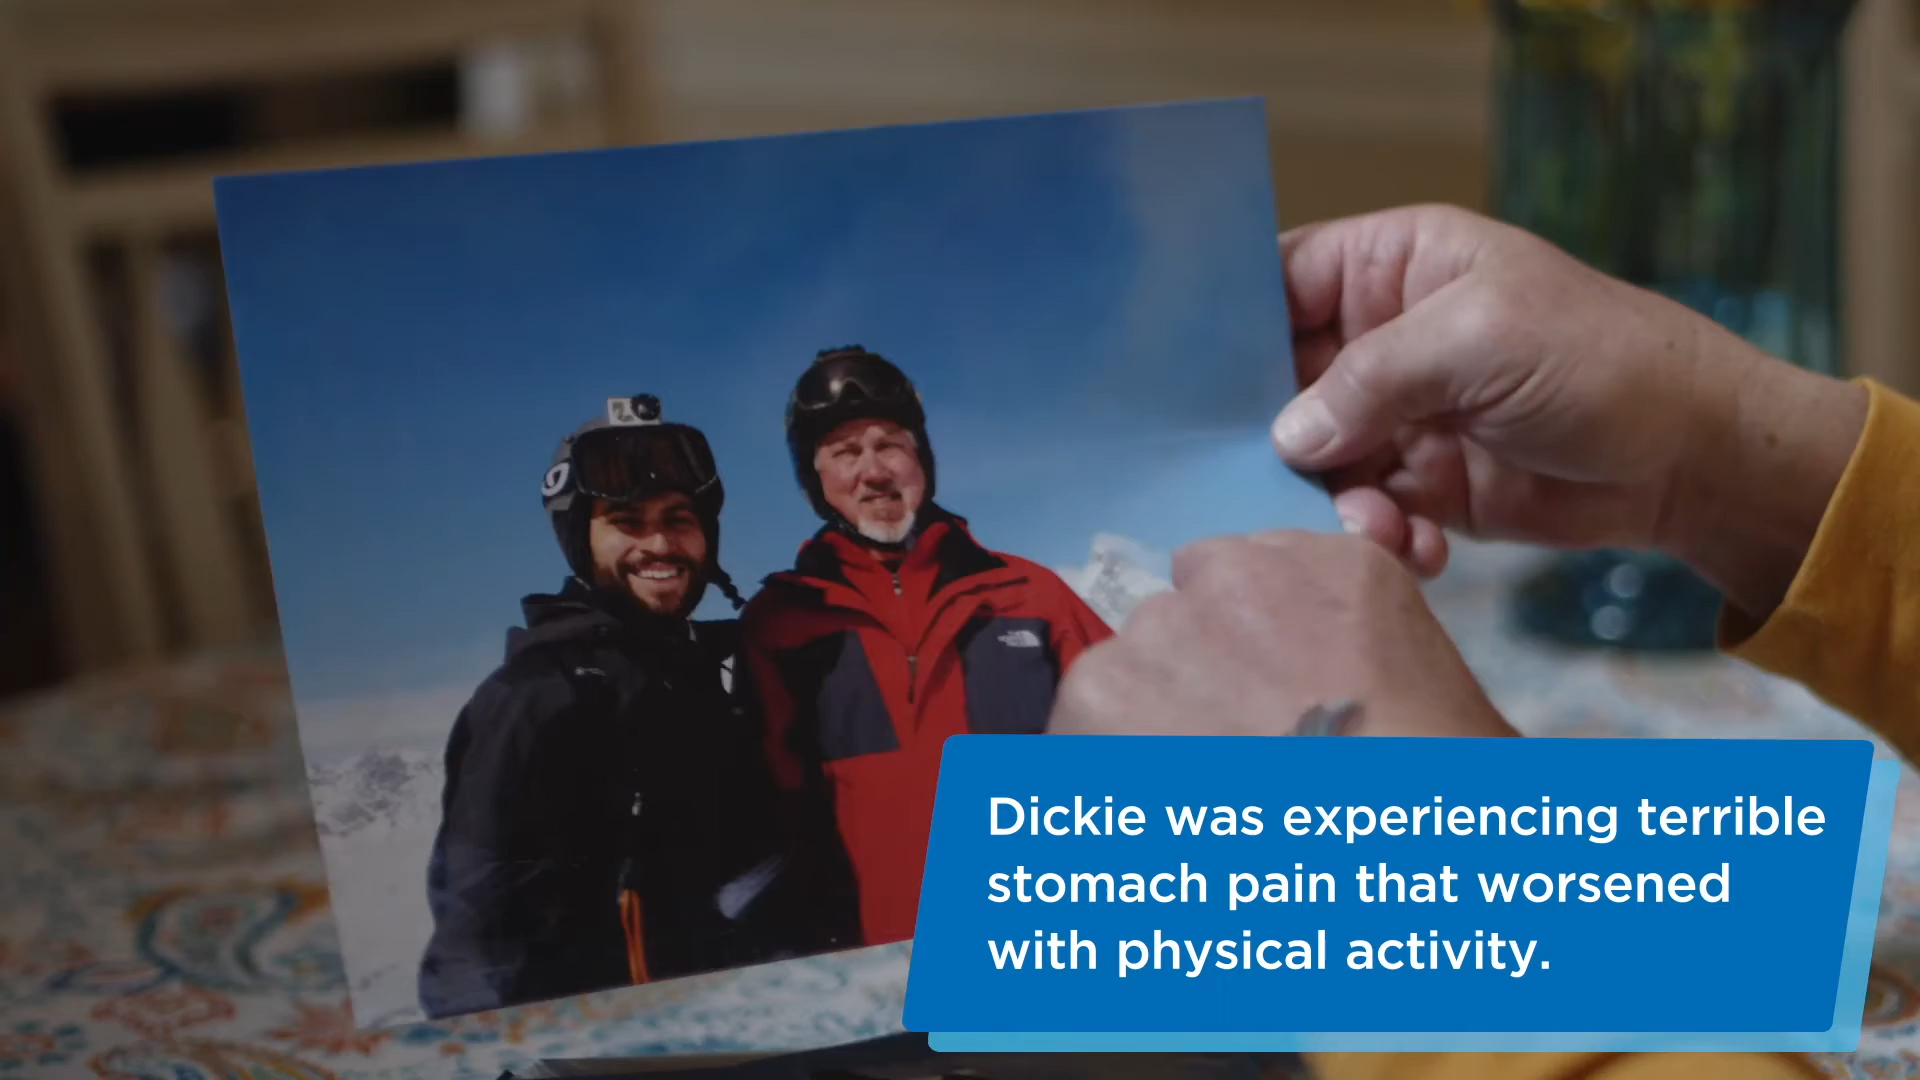 Dickie was experiencing terrible
stomach pain that worsened
with physical activity.